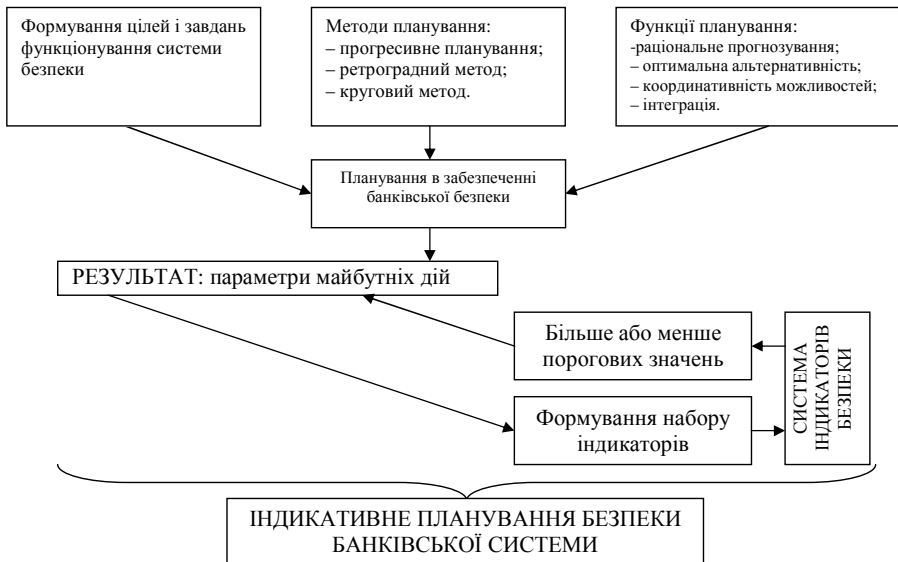 Формування цілей і завдань
функціонування системи
безпеки
Методи планування:
– прогресивне планування;
– ретроградний метод;
– круговий метод.
Функції планування:
-раціональне прогнозування;
– оптимальна альтернативність;
– координативність можливостей;
– інтеграція.
Планування в забезпеченні
банківської безпеки
РЕЗУЛЬТАТ: параметри майбутніх дій
Більше або менше
порогових значень
Формування набору
індикаторів
СИСТЕМА
ІНДИКАТОРІВ
БЕЗПЕКИ
ІНДИКАТИВНЕ ПЛАНУВАННЯ БЕЗПЕКИ
БАНКІВСЬКОЇ СИСТЕМИ